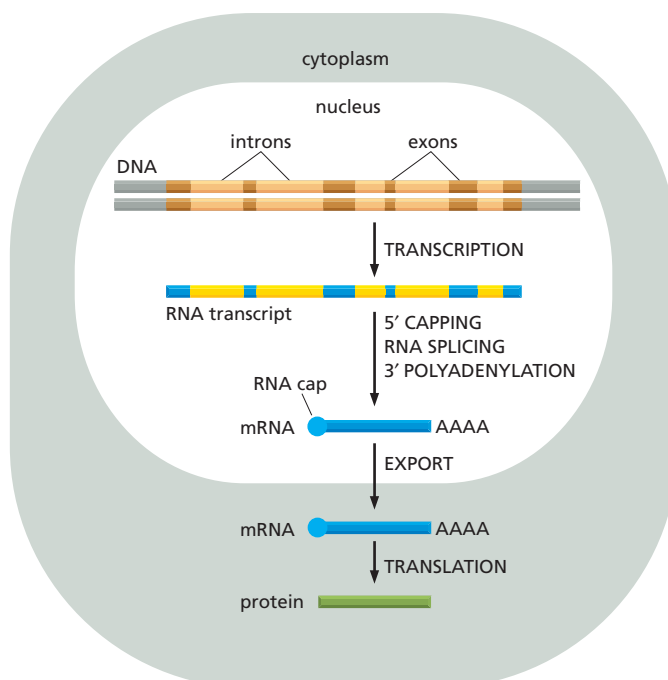 cytoplasm
nucleus
introns exons
DNA
TRANSCRIPTION
RNA transcript
5′ CAPPING
RNA SPLICING
3′ POLYADENYLATION
RNA cap
mRNA AAAA
EXPORT
mRNA AAAA
TRANSLATION
protein